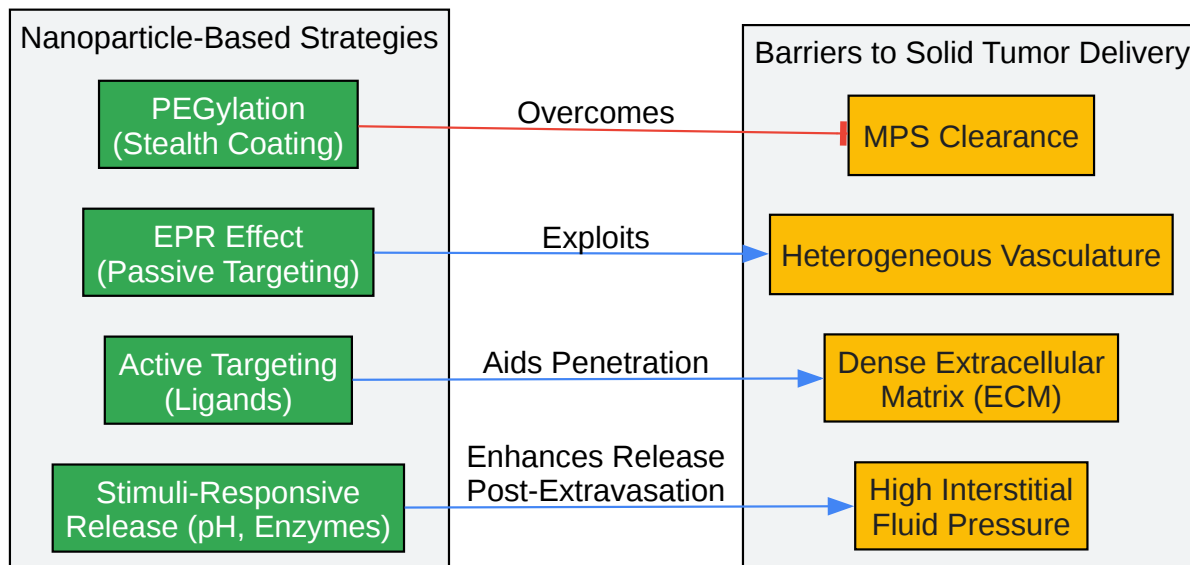 Nanoparticle-Based Strategies
Barriers to Solid Tumor Delivery
PEGylation
(Stealth Coating)
Overcomes
MPS Clearance
EPR Effect
(Passive Targeting)
Exploits
Heterogeneous Vasculature
Active Targeting
(Ligands)
Aids Penetration
Dense Extracellular
Matrix (ECM)
Stimuli-Responsive
Release (pH, Enzymes)
Enhances Release
Post-Extravasation
High Interstitial
Fluid Pressure